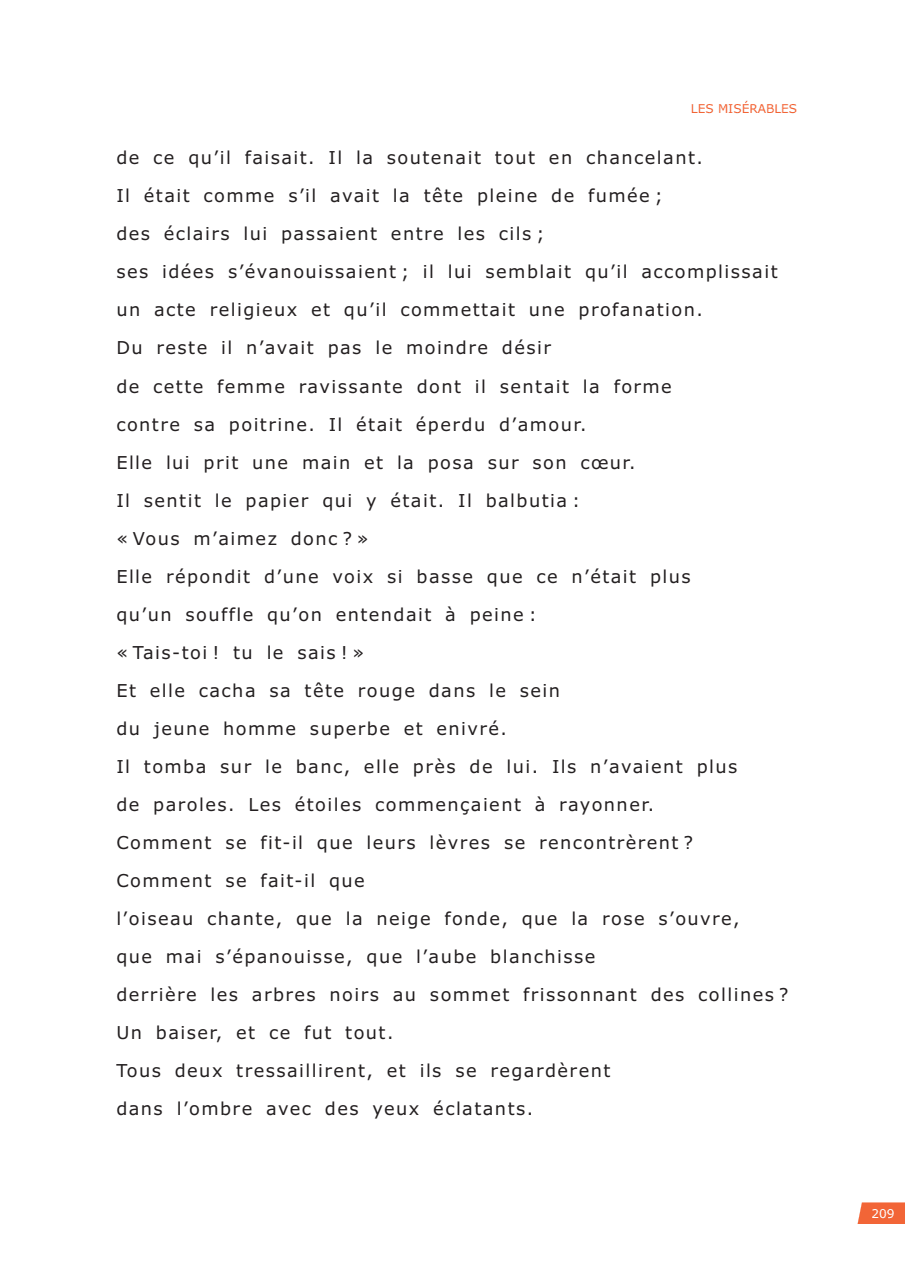 LES MISÉRABLES
de ce qu’il faisait. Il la soutenait tout en chancelant.
Il était comme s’il avait la tête pleine de fumée ;
des éclairs lui passaient entre les cils ;
ses idées s’évanouissaient ; il lui semblait qu’il accomplissait
un acte religieux et qu’il commettait une profanation.
Du reste il n’avait pas le moindre désir
de cette femme ravissante dont il sentait la forme
contre sa poitrine. Il était éperdu d’amour.
Elle lui prit une main et la posa sur son cœur.
Il sentit le papier qui y était. Il balbutia :
« Vous m’aimez donc ? »
Elle répondit d’une voix si basse que ce n’était plus
qu’un souffle qu’on entendait à peine :
« Tais-toi ! tu le sais ! »
Et elle cacha sa tête rouge dans le sein
du jeune homme superbe et enivré.
Il tomba sur le banc, elle près de lui. Ils n’avaient plus
de paroles. Les étoiles commençaient à rayonner.
Comment se fit-il que leurs lèvres se rencontrèrent ?
Comment se fait-il que
l’oiseau chante, que la neige fonde, que la rose s’ouvre,
que mai s’épanouisse, que l’aube blanchisse
derrière les arbres noirs au sommet frissonnant des collines ?
Un baiser, et ce fut tout.
Tous deux tressaillirent, et ils se regardèrent
dans l’ombre avec des yeux éclatants.
209